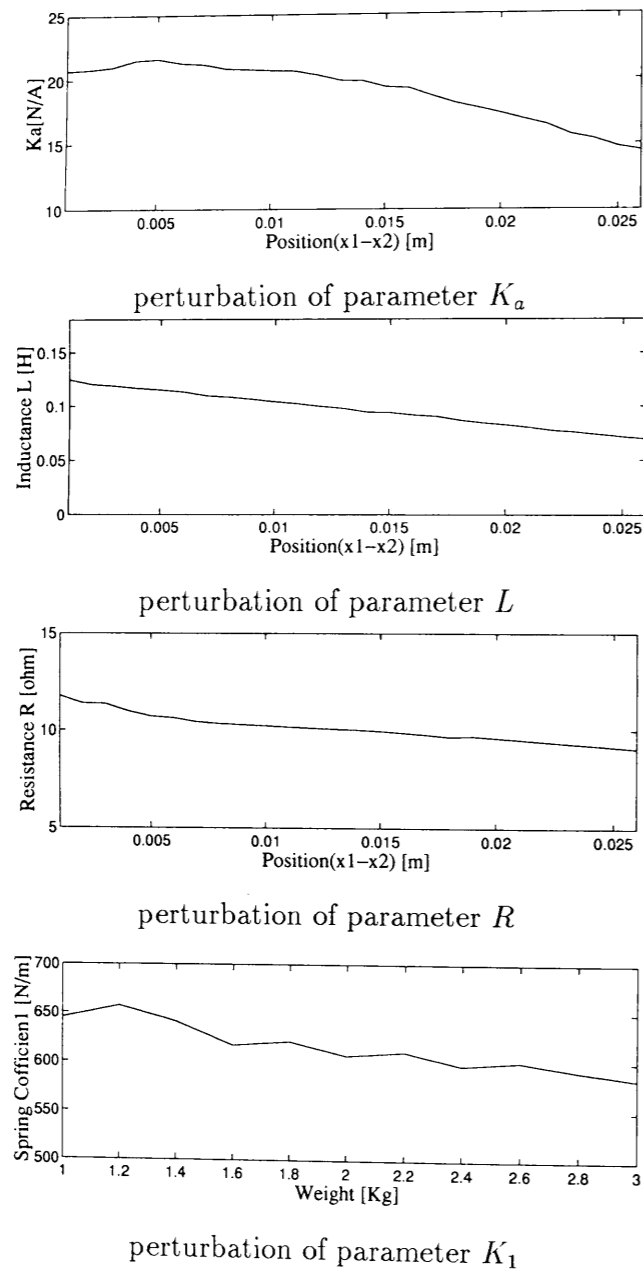 25
20
15
10
Ka[N/A]
0.005 0.01 0.015 0.02 0.025
Position(x1−x2) [m]
perturbation of parameter K_a
0.15
0.1
0.05
0
Inductance L [H]
0.005 0.01 0.015 0.02 0.025
Position(x1−x2) [m]
perturbation of parameter L
15
10
5
Resistance R [ohm]
0.005 0.01 0.015 0.02 0.025
Position(x1−x2) [m]
perturbation of parameter R
700
650
600
550
500
Spring Cofficien1 [N/m]
1 1.2 1.4 1.6 1.8 2 2.2 2.4 2.6 2.8 3
Weight [Kg]
perturbation of parameter K_1